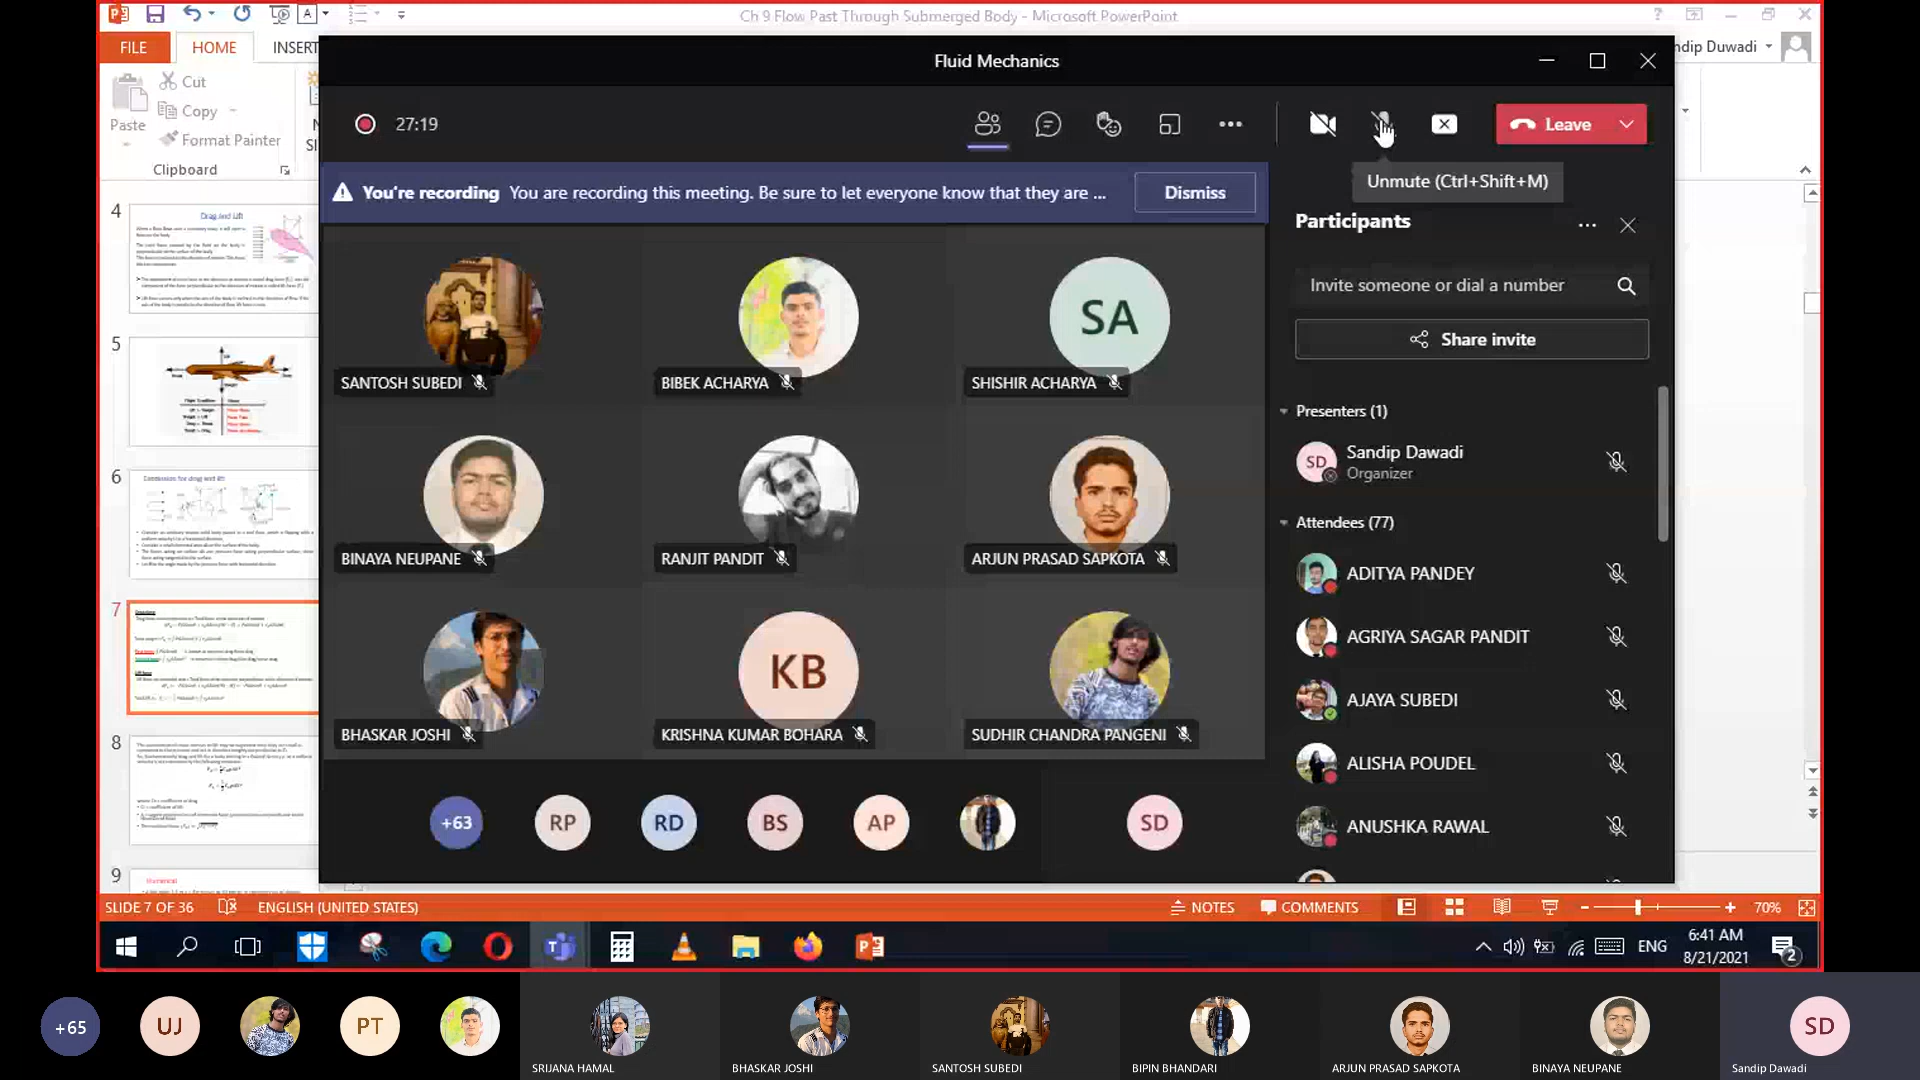 Ch 9 Flow Past Through Submerged Body - Microsoft PowerPoint
FILE
HOME
INSERT
ndip Duwadi
Paste
Cut
Copy
Format Painter
Clipboard
Fluid Mechanics
27:19
Leave
Unmute (Ctrl+Shift+M)
You're recording You are recording this meeting. Be sure to let everyone know that they are ...
Dismiss
SANTOSH SUBEDI
BIBEK ACHARYA
SA
SHISHIR ACHARYA
BINAYA NEUPANE
RANJIT PANDIT
ARJUN PRASAD SAPKOTA
BHASKAR JOSHI
KB
KRISHNA KUMAR BOHARA
SUDHIR CHANDRA PANGENI
+63
RP
RD
BS
AP
SD
Participants
Invite someone or dial a number
Share invite
Presenters (1)
SD
Sandip Dawadi
Organizer
Attendees (77)
ADITYA PANDEY
AGRIYA SAGAR PANDIT
AJAYA SUBEDI
ALISHA POUDEL
ANUSHKA RAWAL
4
Drag and Lift
5
6
7
8
9
Numerical
SLIDE 7 OF 36
ENGLISH (UNITED STATES)
NOTES
COMMENTS
70%
ENG
6:41 AM
8/21/2021
2
+65
UJ
PT
SRIJANA HAMAL
BHASKAR JOSHI
SANTOSH SUBEDI
BIPIN BHANDARI
ARJUN PRASAD SAPKOTA
BINAYA NEUPANE
SD
Sandip Dawadi